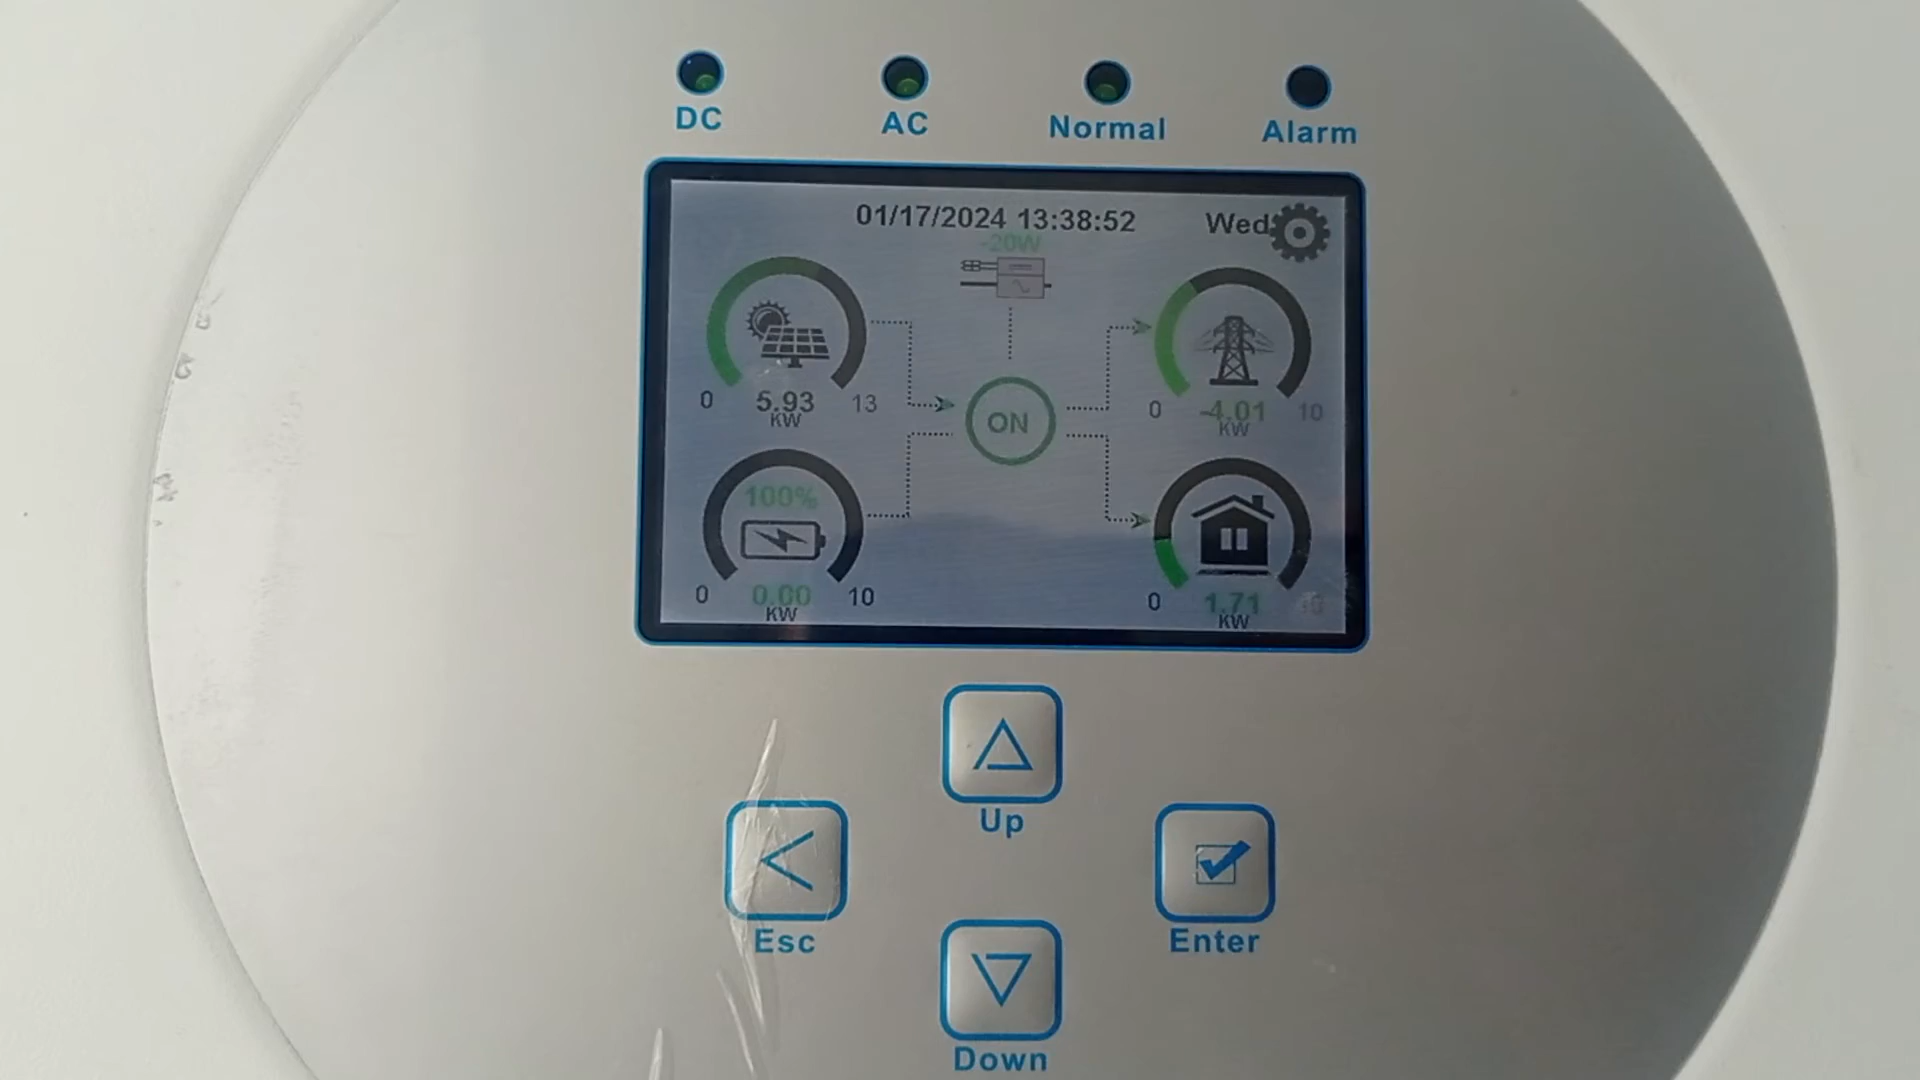 DC AC Normal Alarm
01/17/2024 13:38:52 Wed
-20W
0 5.93 13
KW
0 -4.01 10
KW
ON
100%
0 0.00 10
KW
0 1.71
KW
Up
Esc
Enter
Down